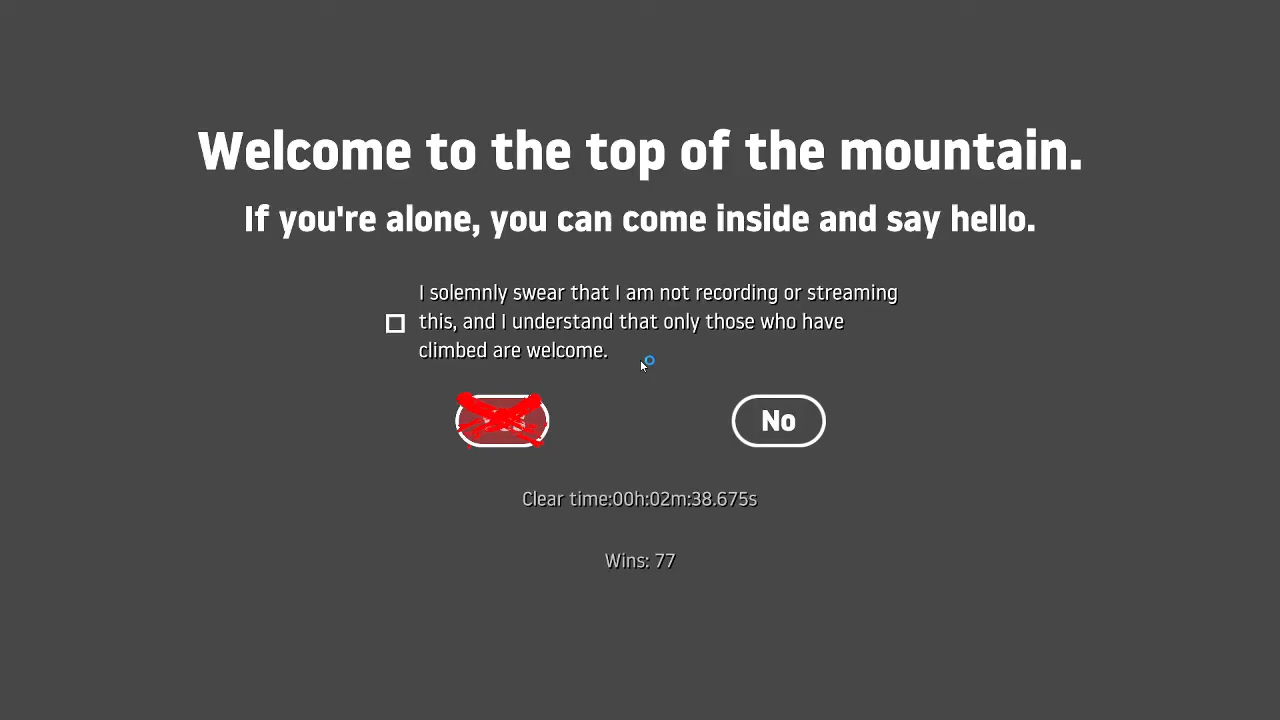 Welcome to the top of the mountain.
If you're alone, you can come inside and say hello.
I solemnly swear that I am not recording or streaming
this, and I understand that only those who have
climbed are welcome.
No
Clear time:00h:02m:38.675s
Wins: 77